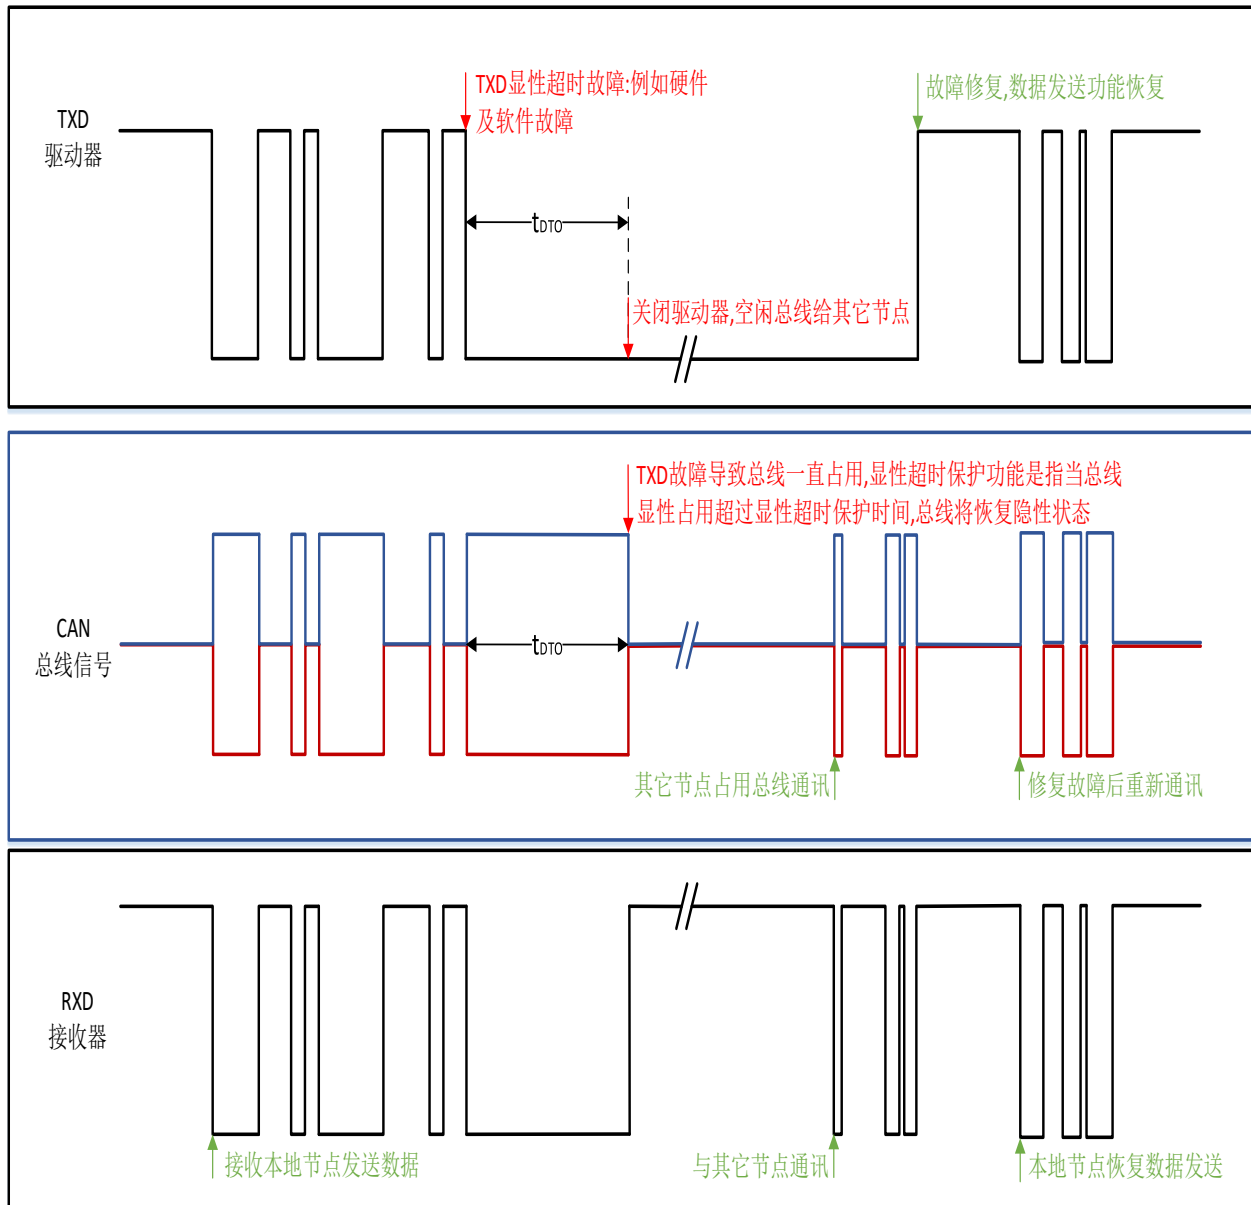 TXD显性超时故障:例如硬件
及软件故障
故障修复,数据发送功能恢复
TXD
驱动器
tDTO
关闭驱动器,空闲总线给其它节点
TXD故障导致总线一直占用,显性超时保护功能是指当总线
显性占用超过显性超时保护时间,总线将恢复隐性状态
CAN
总线信号
tDTO
其它节点占用总线通讯
修复故障后重新通讯
RXD
接收器
接收本地节点发送数据
与其它节点通讯
本地节点恢复数据发送